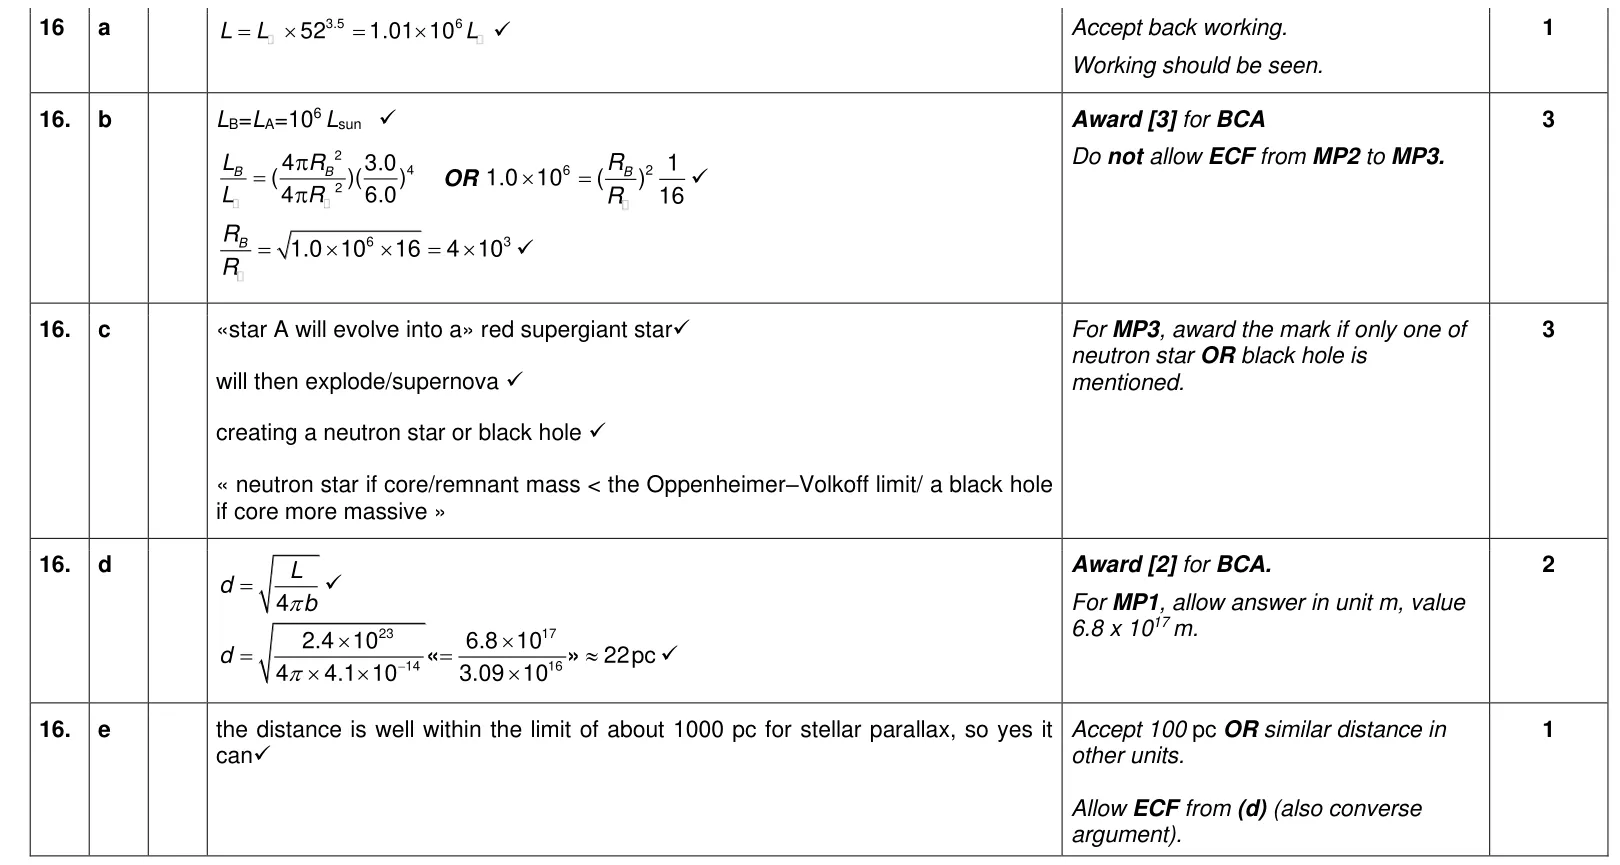 16 a L = L▯ ×52^3.5 = 1.01×10^6 L▯ ✓ Accept back working. 1
Working should be seen.
16. b L_B=L_A=10^6 L_sun ✓ Award [3] for BCA 3
Do not allow ECF from MP2 to MP3.
L_B/L▯ = (4πR_B^2/4πR▯^2)(3.0/6.0)^4 OR 1.0×10^6 = (R_B/R▯)^2 1/16 ✓
R_B/R▯ = √(1.0×10^6×16) = 4×10^3 ✓
16. c «star A will evolve into a» red supergiant star✓ For MP3, award the mark if only one of 3
neutron star OR black hole is
mentioned.
will then explode/supernova ✓
creating a neutron star or black hole ✓
« neutron star if core/remnant mass < the Oppenheimer–Volkoff limit/ a black hole
if core more massive »
16. d d = √(L/4πb) ✓ Award [2] for BCA. 2
For MP1, allow answer in unit m, value
6.8 x 10^17 m.
d = √(2.4×10^23/4π×4.1×10^−14) «= 6.8×10^17/3.09×10^16» ≈ 22pc ✓
16. e the distance is well within the limit of about 1000 pc for stellar parallax, so yes it Accept 100 pc OR similar distance in 1
can✓ other units.
Allow ECF from (d) (also converse
argument).